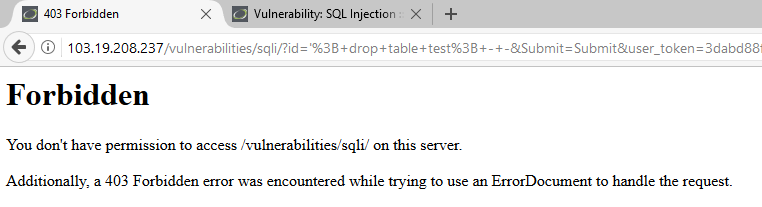 403 Forbidden
Vulnerability: SQL Injection
103.19.208.237/vulnerabilities/sqli/?id='%3B+drop+table+test%3B+-+-&Submit=Submit&user_token=3dabd88
Forbidden
You don't have permission to access /vulnerabilities/sqli/ on this server.
Additionally, a 403 Forbidden error was encountered while trying to use an ErrorDocument to handle the request.